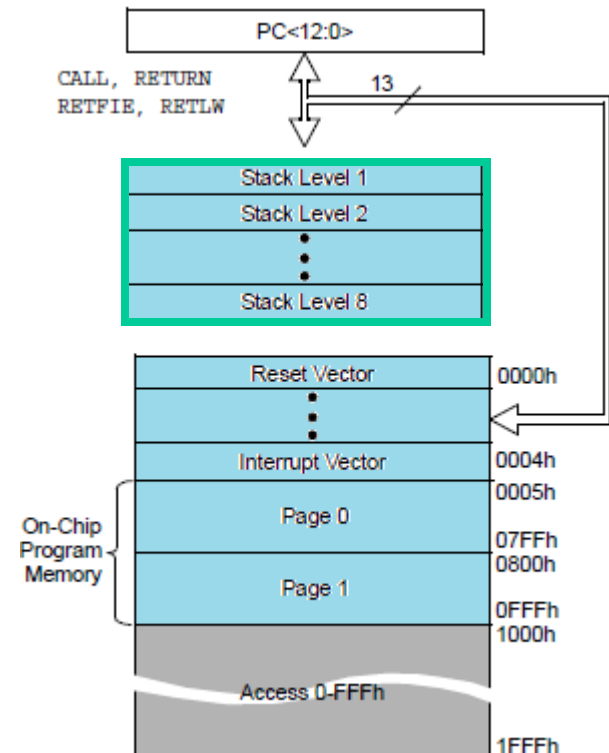 PC<12:0>
CALL, RETURN
RETFIE, RETLW
13
Stack Level 1
Stack Level 2
Stack Level 8
Reset Vector
0000h
Interrupt Vector
0004h
0005h
Page 0
07FFh
On-Chip
Program
Memory
0800h
Page 1
0FFFh
1000h
Access 0-FFFh
1FFFh